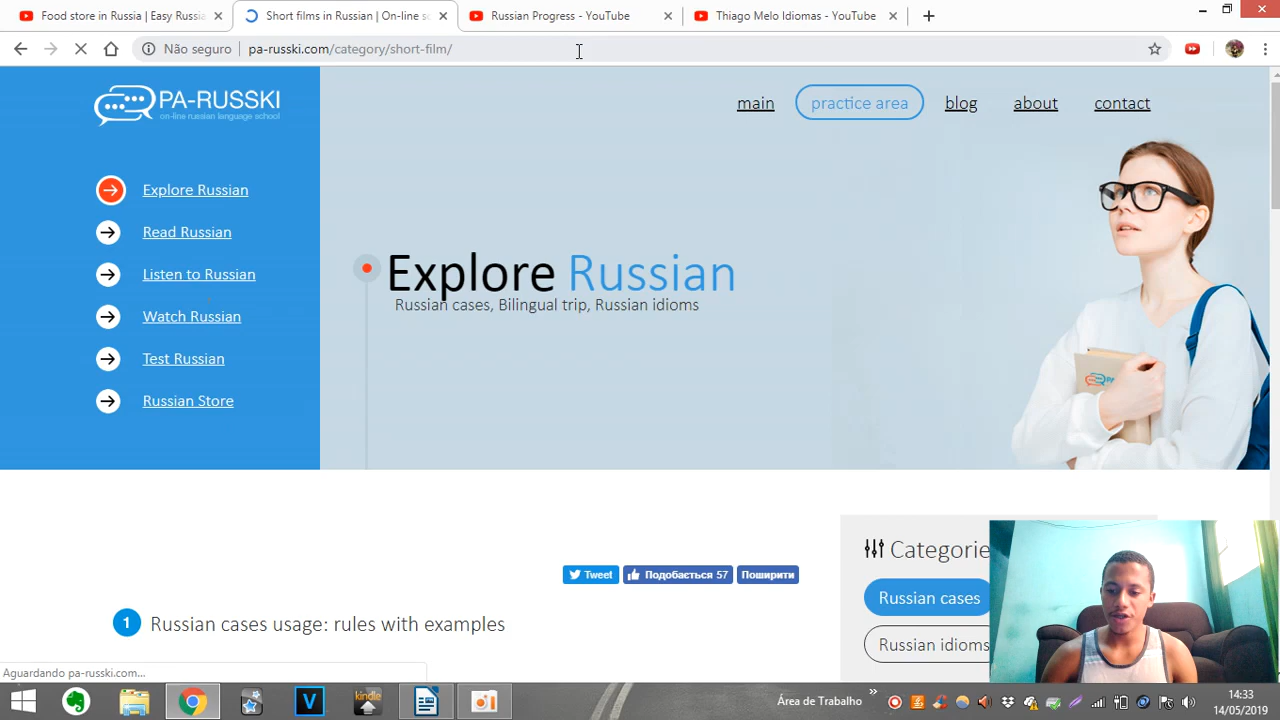 Food store in Russia | Easy Russia
Short films in Russian | On-line sc
Russian Progress - YouTube
Thiago Melo Idiomas - YouTube
Não seguro
pa-russki.com/category/short-film/
PA-RUSSKI
on-line russian language school
main
practice area
blog
about
contact
Explore Russian
Read Russian
Listen to Russian
Watch Russian
Test Russian
Russian Store
Explore Russian
Russian cases, Bilingual trip, Russian idioms
Tweet
Подобається 57
Поширити
Categorie
Russian cases
Russian idioms
1
Russian cases usage: rules with examples
Aguardando pa-russki.com...
V
kindle
Área de Trabalho
14:33
14/05/2019